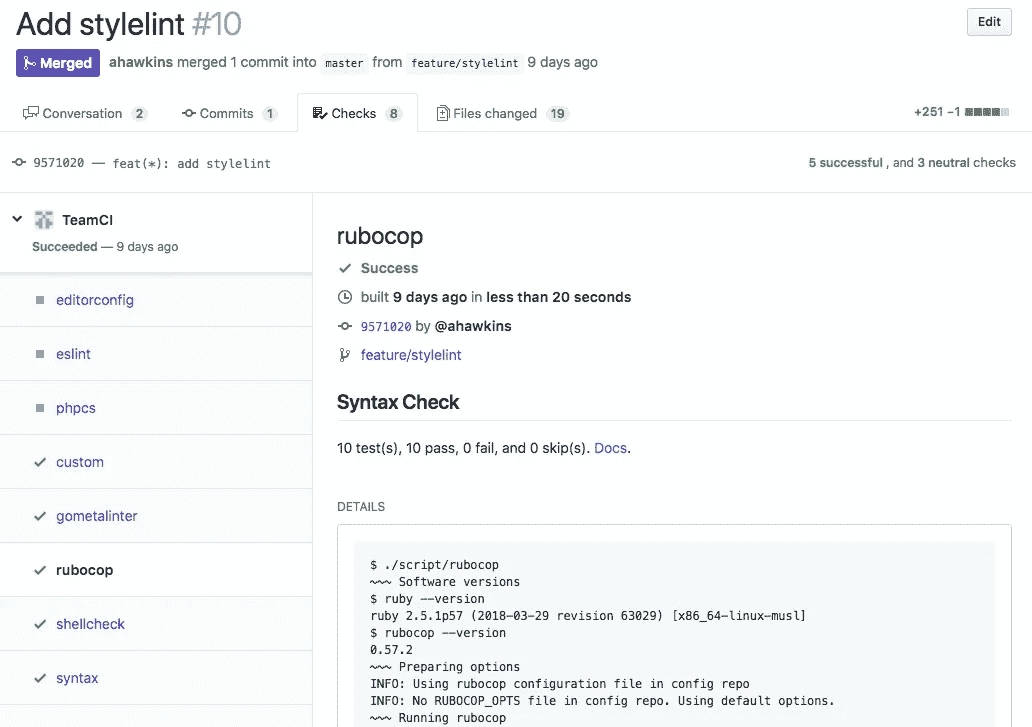 Add stylelint #10
Edit
Merged ahawkins merged 1 commit into master from feature/stylelint 9 days ago
Conversation 2 Commits 1 Checks 8 Files changed 19 +251 −1
9571020 — feat(*): add stylelint 5 successful , and 3 neutral checks
TeamCI
Succeeded — 9 days ago
editorconfig
eslint
phpcs
custom
gometalinter
rubocop
shellcheck
syntax
rubocop
Success
built 9 days ago in less than 20 seconds
9571020 by @ahawkins
feature/stylelint
Syntax Check
10 test(s), 10 pass, 0 fail, and 0 skip(s). Docs.
DETAILS
$ ./script/rubocop
~~~ Software versions
$ ruby --version
ruby 2.5.1p57 (2018-03-29 revision 63029) [x86_64-linux-musl]
$ rubocop --version
0.57.2
~~~ Preparing options
INFO: Using rubocop configuration file in config repo
INFO: No RUBOCOP_OPTS file in config repo. Using default options.
~~~ Running rubocop